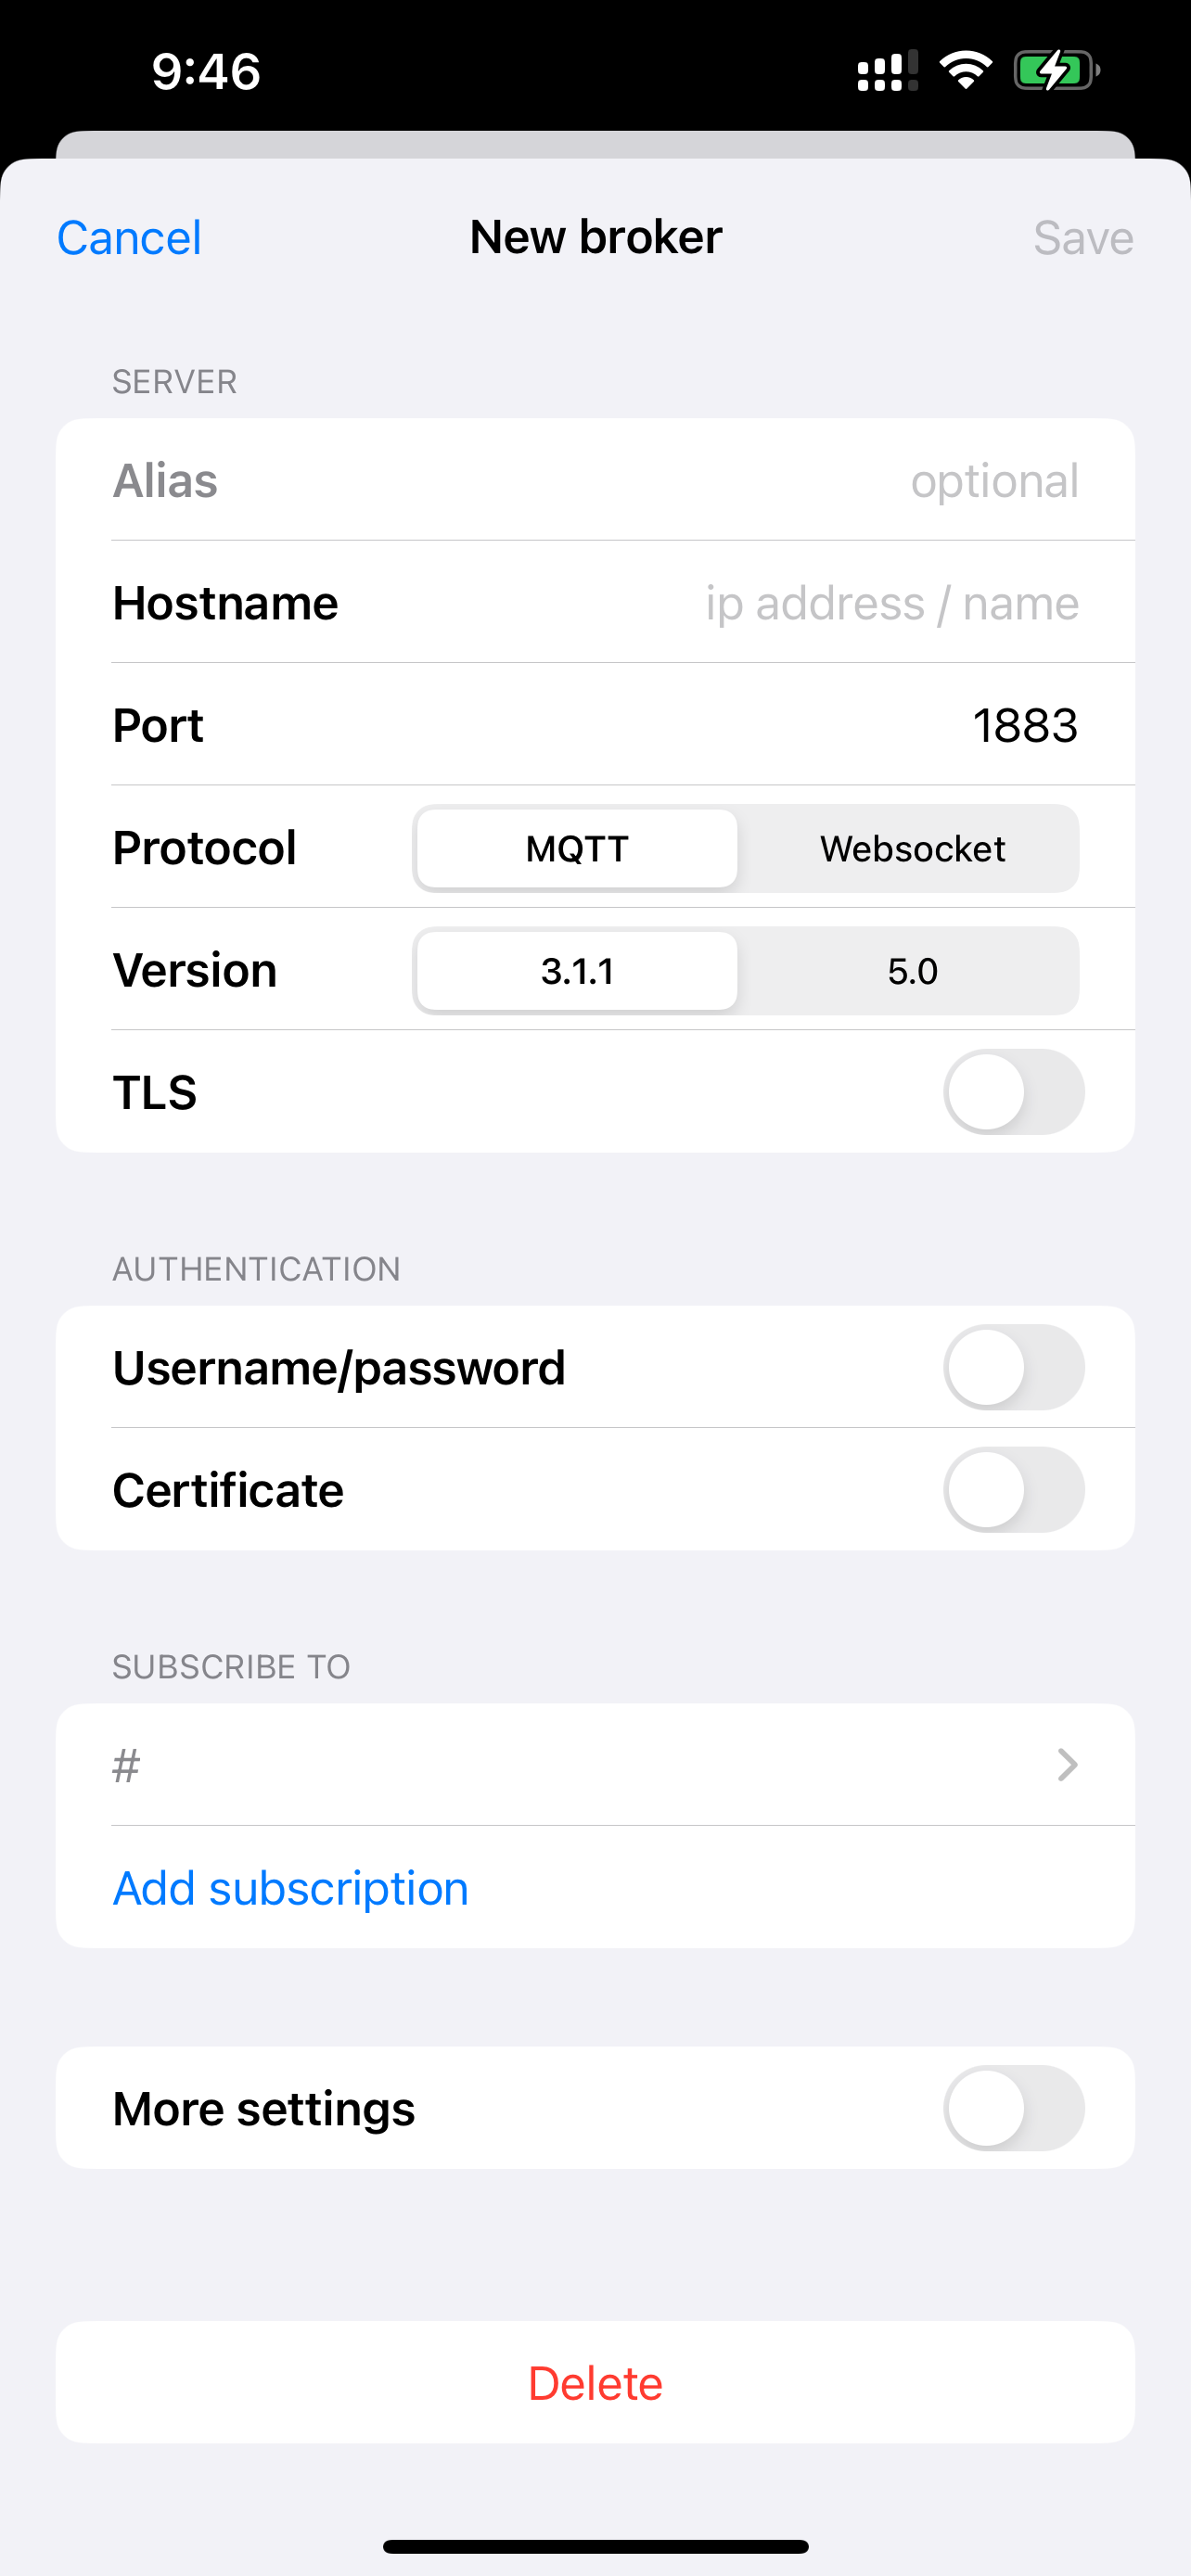 9:46
Cancel New broker Save
SERVER
Alias optional
Hostname ip address / name
Port 1883
Protocol MQTT Websocket
Version 3.1.1 5.0
TLS
AUTHENTICATION
Username/password
Certificate
SUBSCRIBE TO
#
Add subscription
More settings
Delete